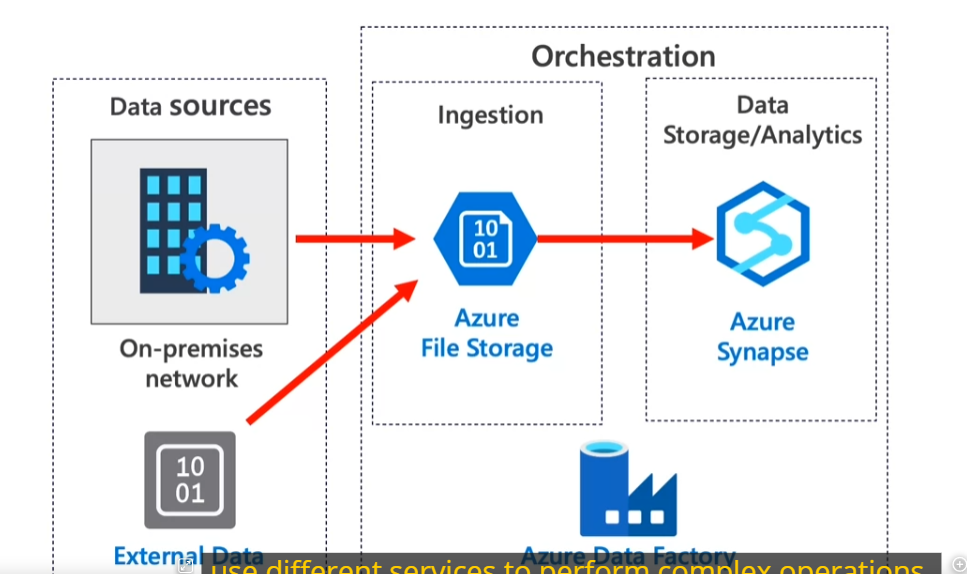 Orchestration
Data sources
Ingestion
Data
Storage/Analytics
10
01
Azure
File Storage
Azure
Synapse
On-premises
network
10
01
External Data
Azure Data Factory
use different services to perform complex operations